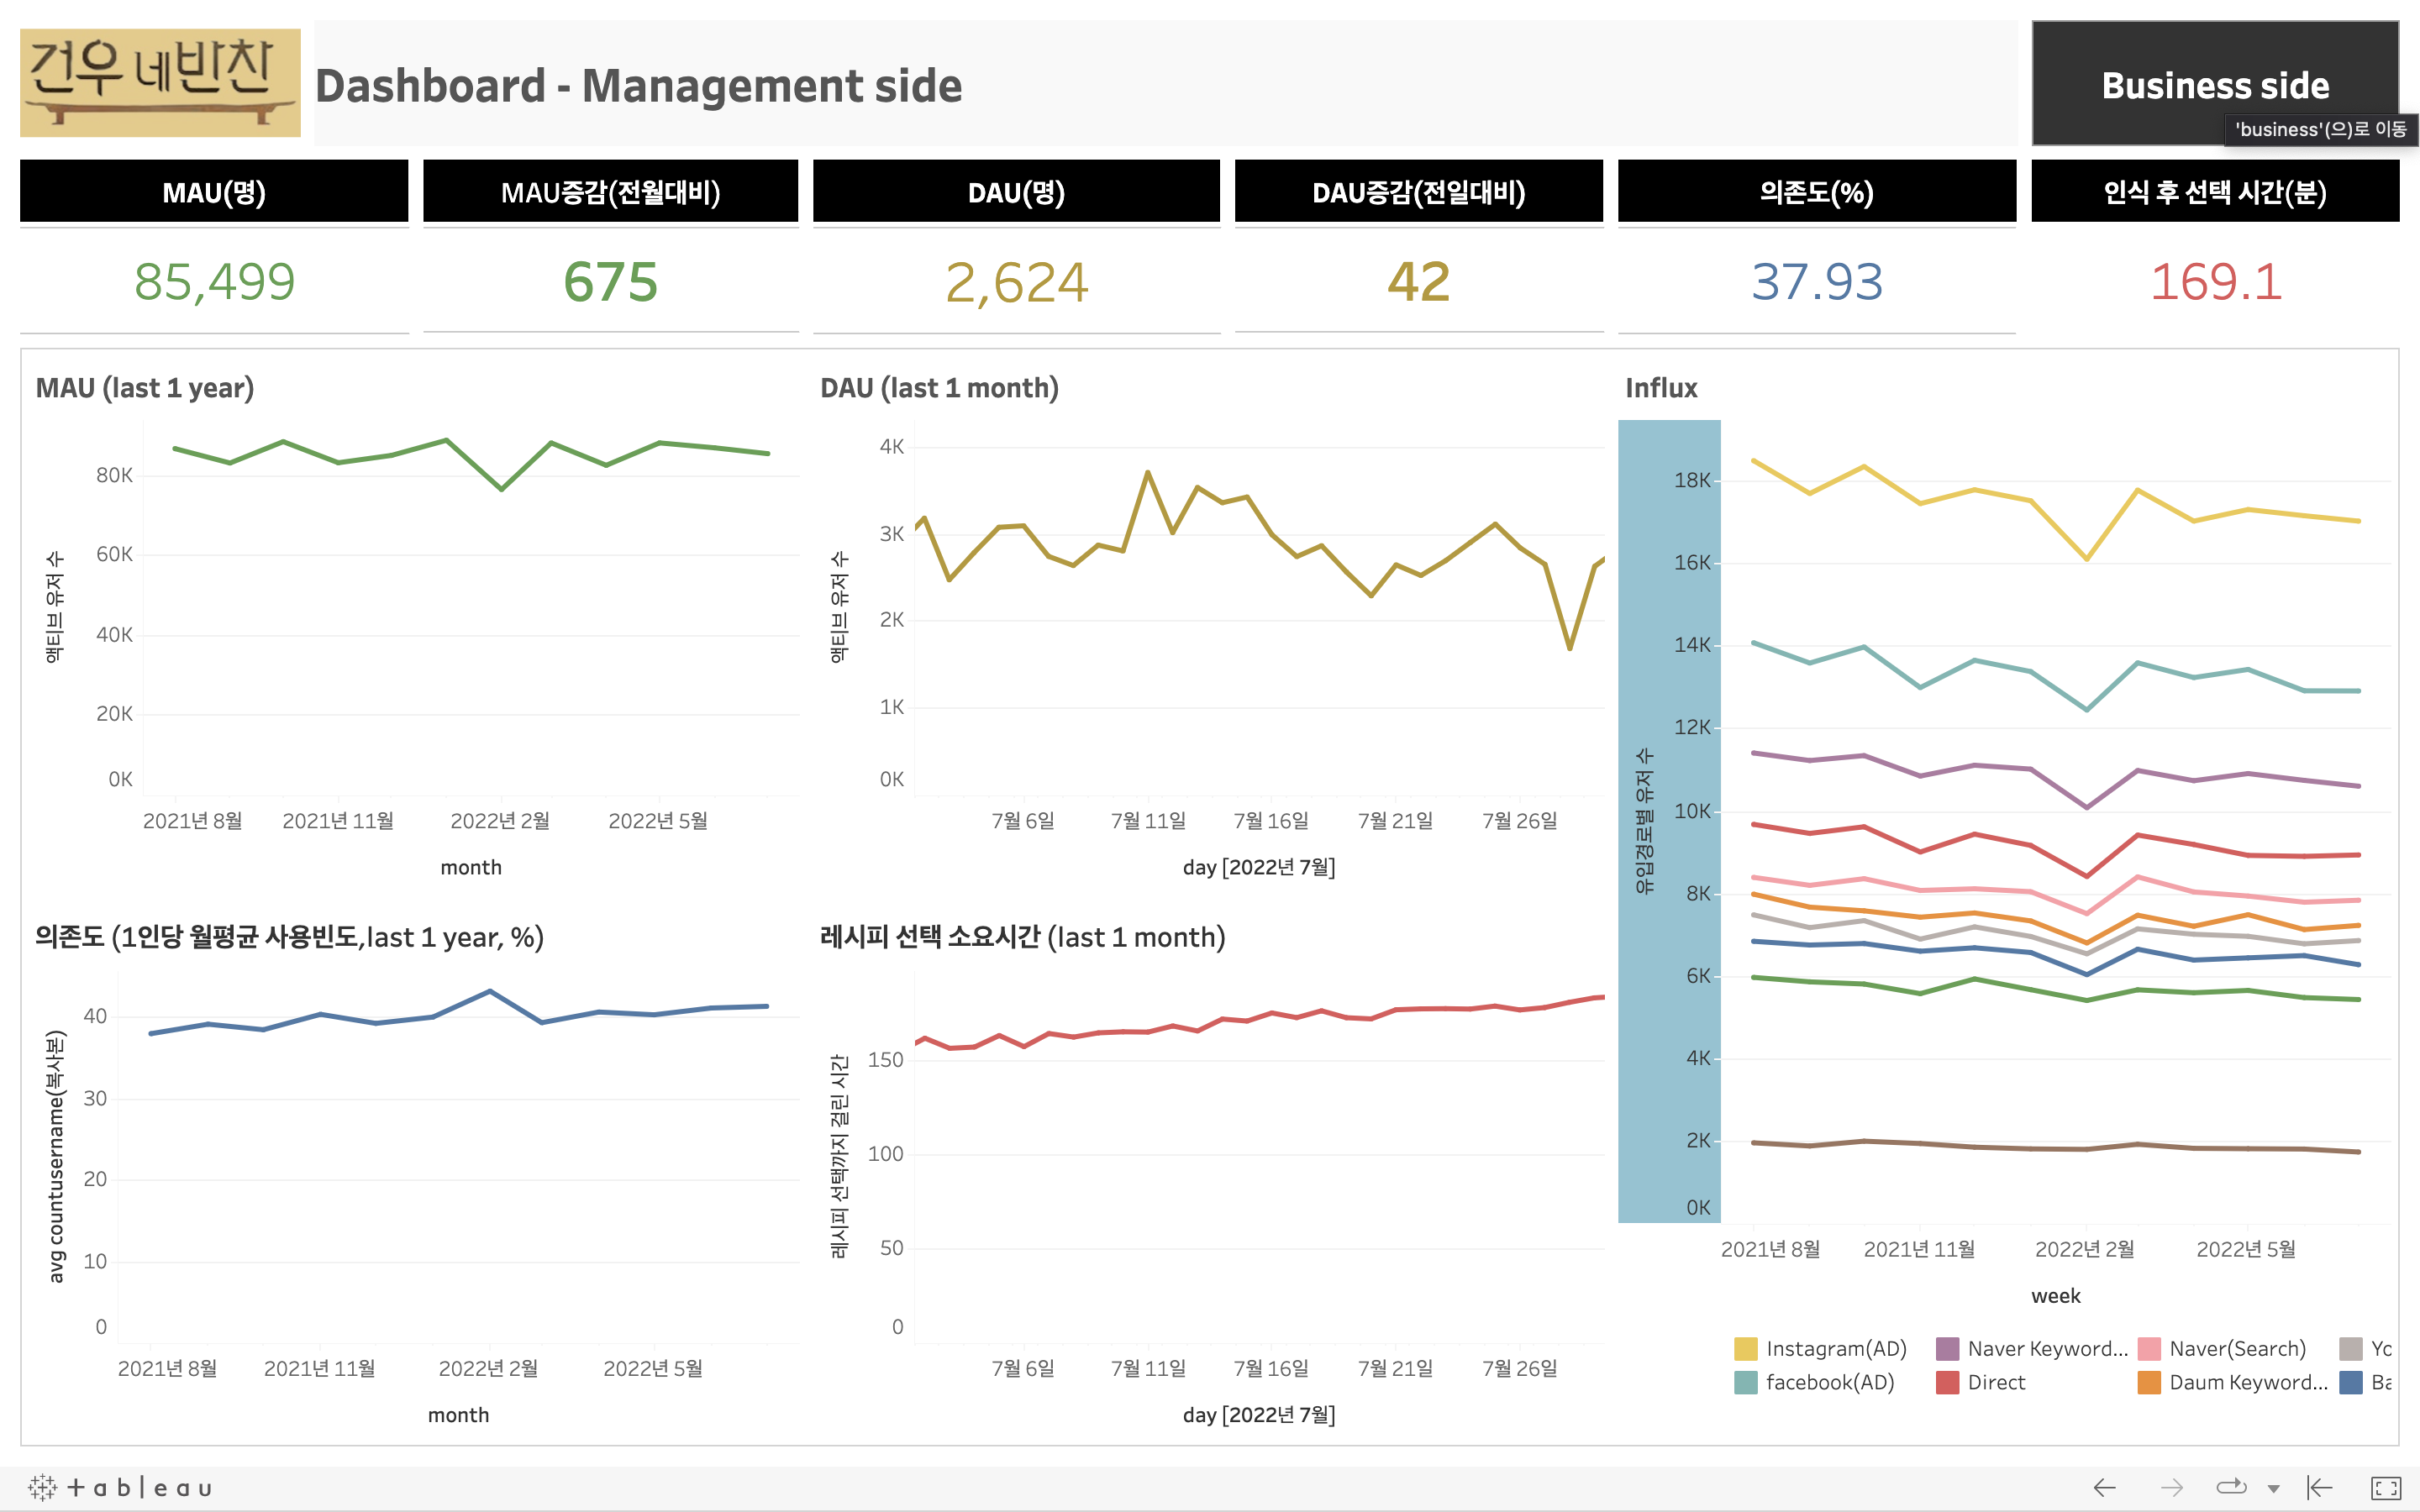 건우네반찬
Dashboard - Management side
Business side
'business'(으)로 이동
MAU(명)
MAU증감(전월대비)
DAU(명)
DAU증감(전일대비)
의존도(%)
인식 후 선택 시간(분)
85,499
675
2,624
42
37.93
169.1
MAU (last 1 year)
액티브 유저 수
80K
60K
40K
20K
0K
2021년 8월
2021년 11월
2022년 2월
2022년 5월
month
DAU (last 1 month)
액티브 유저 수
4K
3K
2K
1K
0K
7월 6일
7월 11일
7월 16일
7월 21일
7월 26일
day [2022년 7월]
Influx
유입경로별 유저 수
18K
16K
14K
12K
10K
8K
6K
4K
2K
0K
2021년 8월
2021년 11월
2022년 2월
2022년 5월
week
Instagram(AD)
Naver Keyword...
Naver(Search)
Yo
facebook(AD)
Direct
Daum Keyword...
Ba
의존도 (1인당 월평균 사용빈도,last 1 year, %)
avg countusername(복사본)
40
30
20
10
0
2021년 8월
2021년 11월
2022년 2월
2022년 5월
month
레시피 선택 소요시간 (last 1 month)
레시피 선택까지 걸린 시간
150
100
50
0
7월 6일
7월 11일
7월 16일
7월 21일
7월 26일
day [2022년 7월]
+ableau